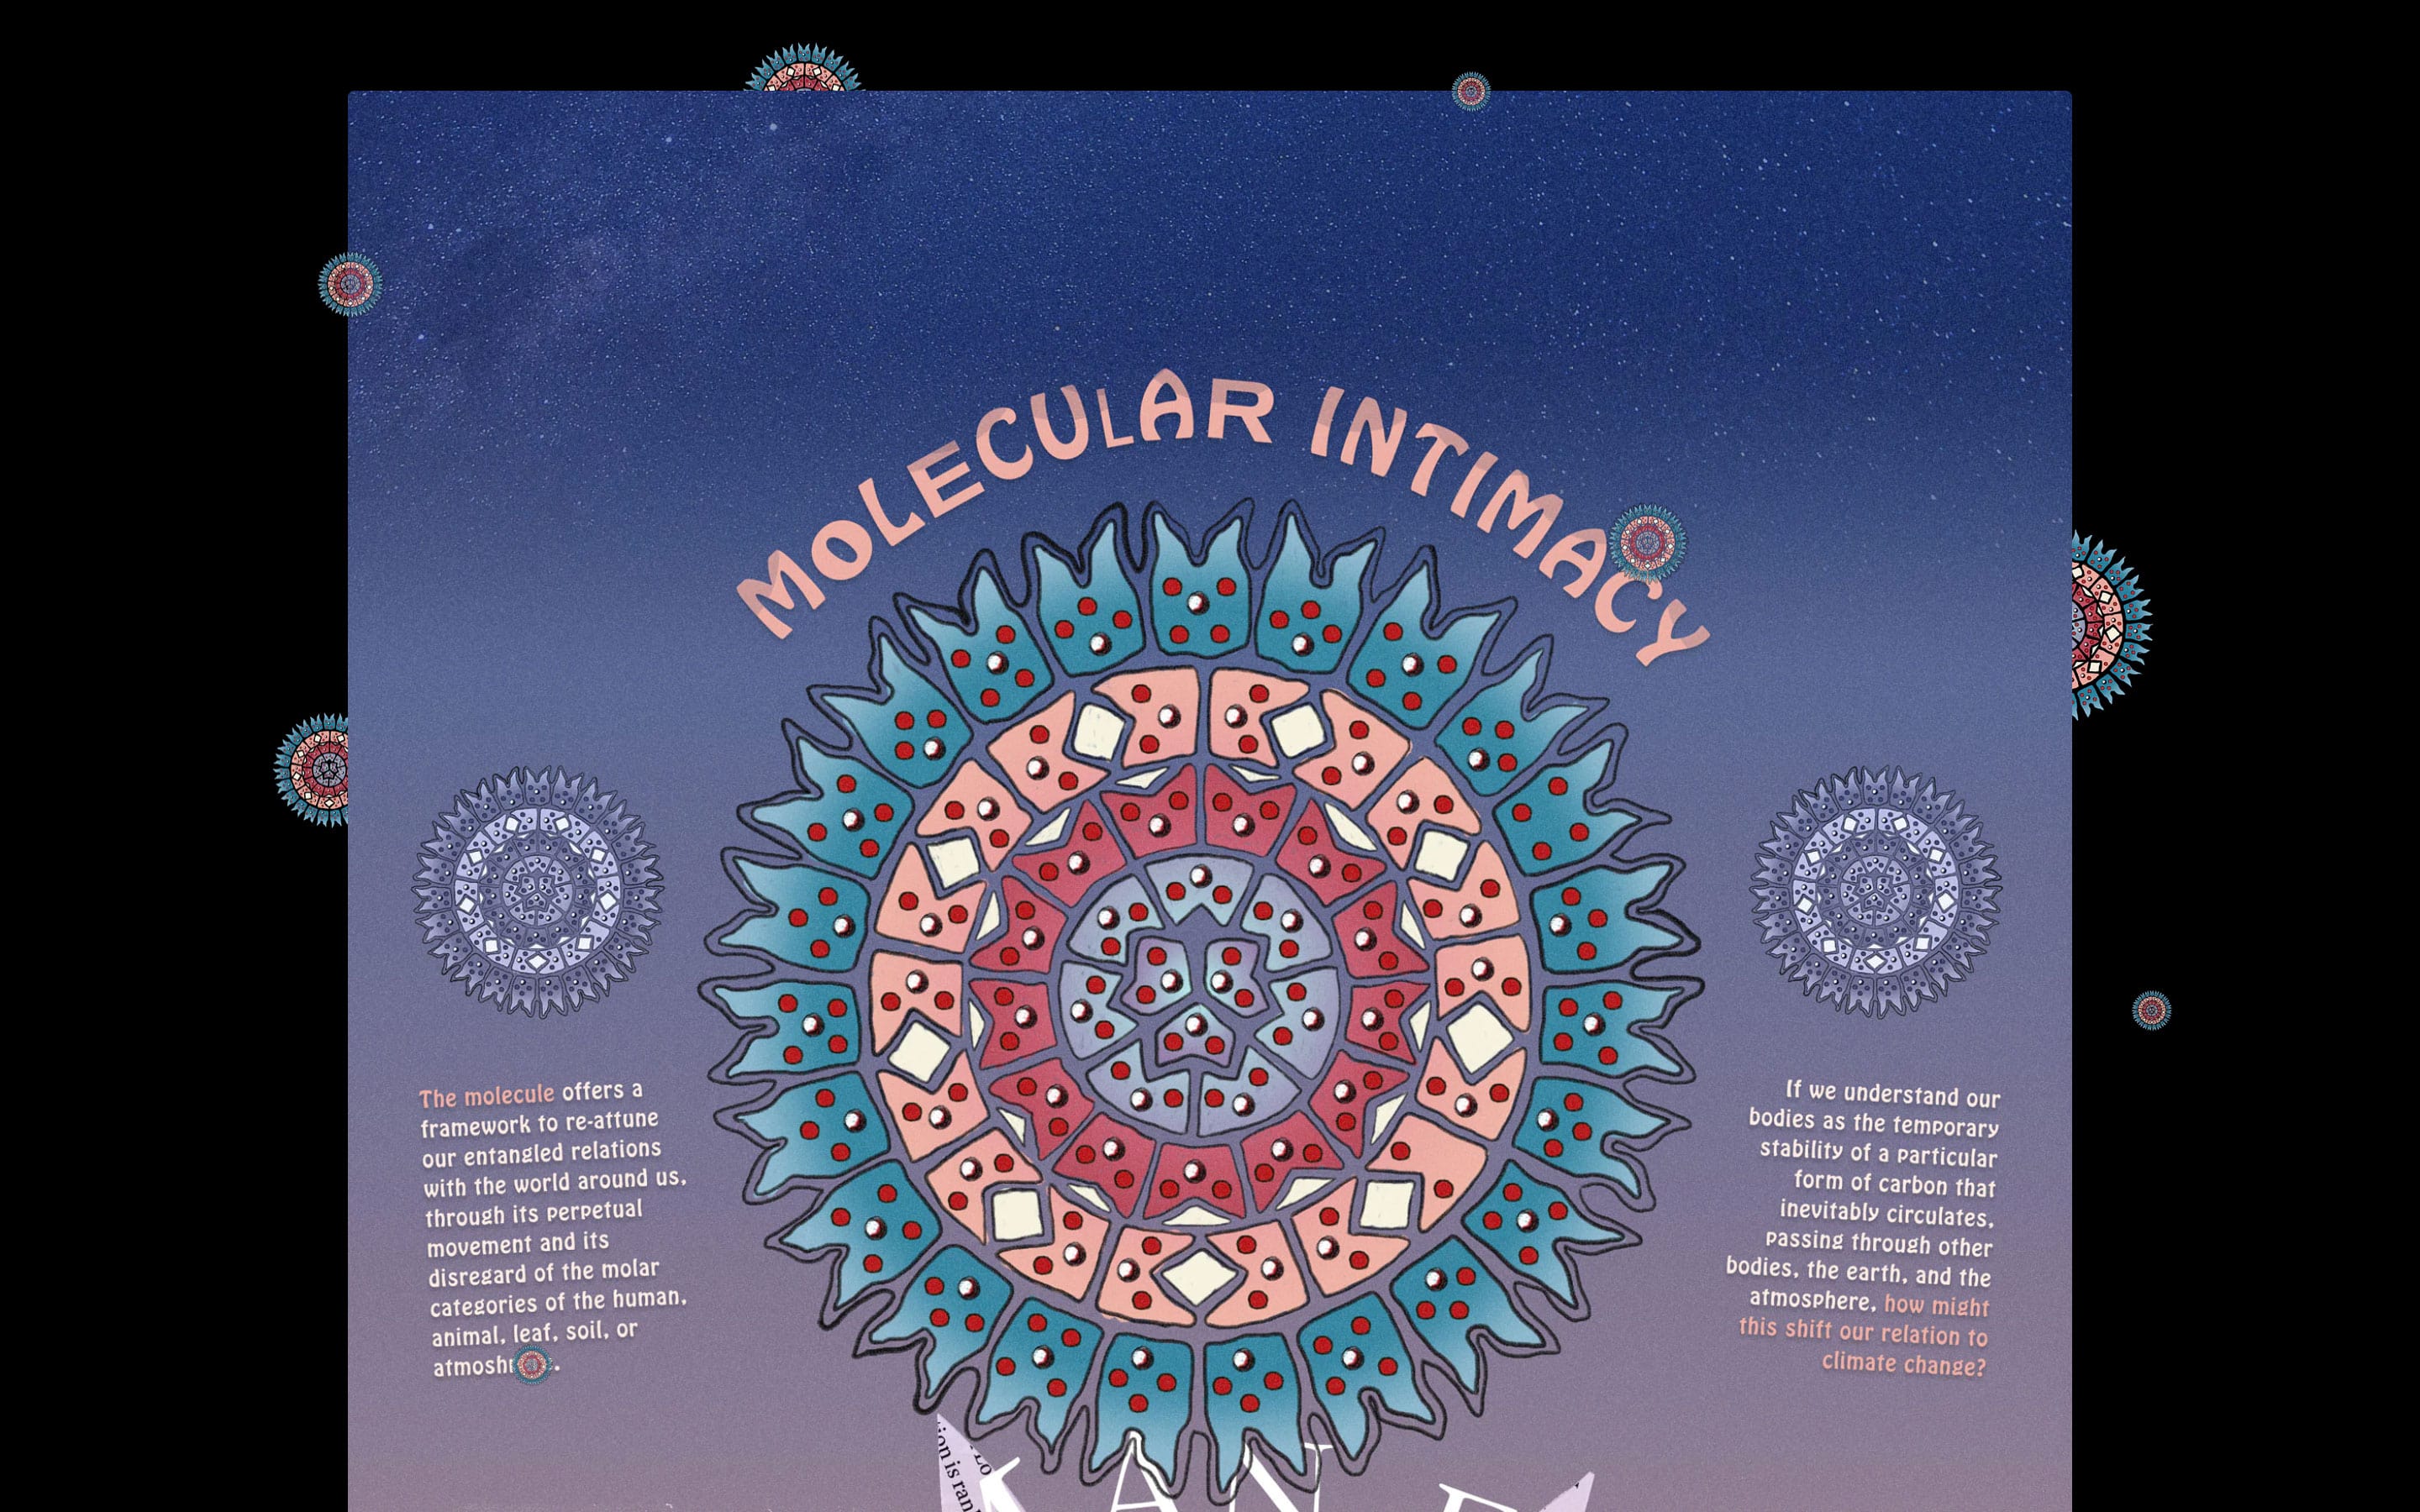 MOLECULAR INTIMACY
The molecule offers a
framework to re-attune
our entangled relations
with the world around us,
through its perpetual
movement and its
disregard of the molar
categories of the human,
animal, leaf, soil, or
If we understand our
bodies as the temporary
stability of a particular
form of carbon that
inevitably circulates,
passing through other
bodies, the earth, and the
atmosphere, how might
this shift our relation to
climate change?
is